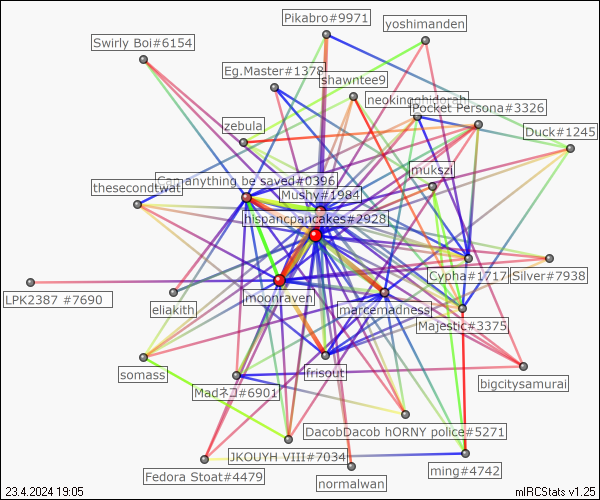 Pikabro#9971
yoshimanden
Swirly Boi#6154
Eg.Master#1378
shawntee9
neokingghidorah
Pocket Persona#3326
zebula
Duck#1245
mukszi
Can anything be saved#0396
thesecondtwat
Mushy#1984
hispancpancakes#2928
Cypha#1717
Silver#7938
LPK2387 #7690
moonraven
eliakith
marcemadness
Majestic#3375
frisout
somass
bigcitysamurai
Madネコ#6901
DacobDacob hORNY police#5271
JKOUYH VIII#7034
ming#4742
Fedora Stoat#4479
normalwan
23.4.2024 19:05
mIRCStats v1.25